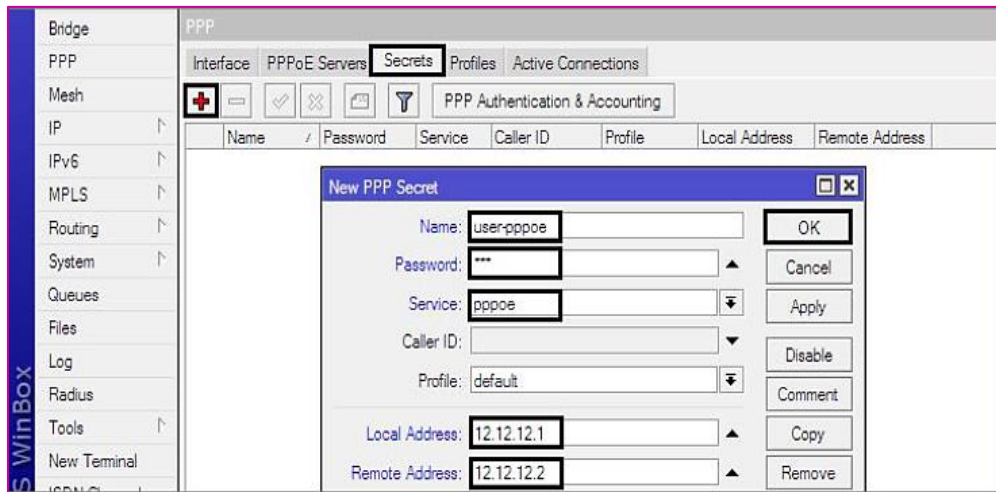 Bridge
PPP
Mesh
IP
IPv6
MPLS
Routing
System
Queues
Files
Log
Radius
Tools
New Terminal
S WinBox
PPP
Interface PPPoE Servers Secrets Profiles Active Connections
PPP Authentication & Accounting
Name / Password Service Caller ID Profile Local Address Remote Address
New PPP Secret
Name: user-pppoe OK
Password: *** Cancel
Service: pppoe Apply
Caller ID:
Disable
Profile: default
Comment
Local Address: 12.12.12.1 Copy
Remote Address: 12.12.12.2 Remove